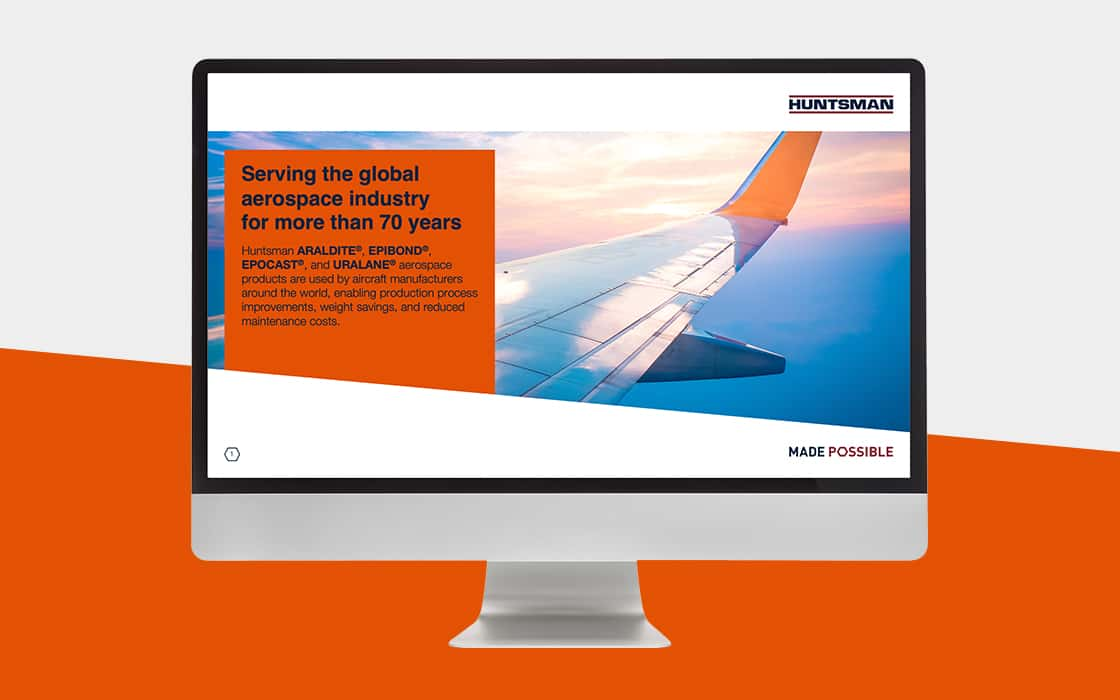 HUNTSMAN
Serving the global
aerospace industry
for more than 70 years
Huntsman ARALDITE®, EPIBOND®,
EPOCAST®, and URALANE® aerospace
products are used by aircraft manufacturers
around the world, enabling production process
improvements, weight savings, and reduced
maintenance costs.
1
MADE POSSIBLE